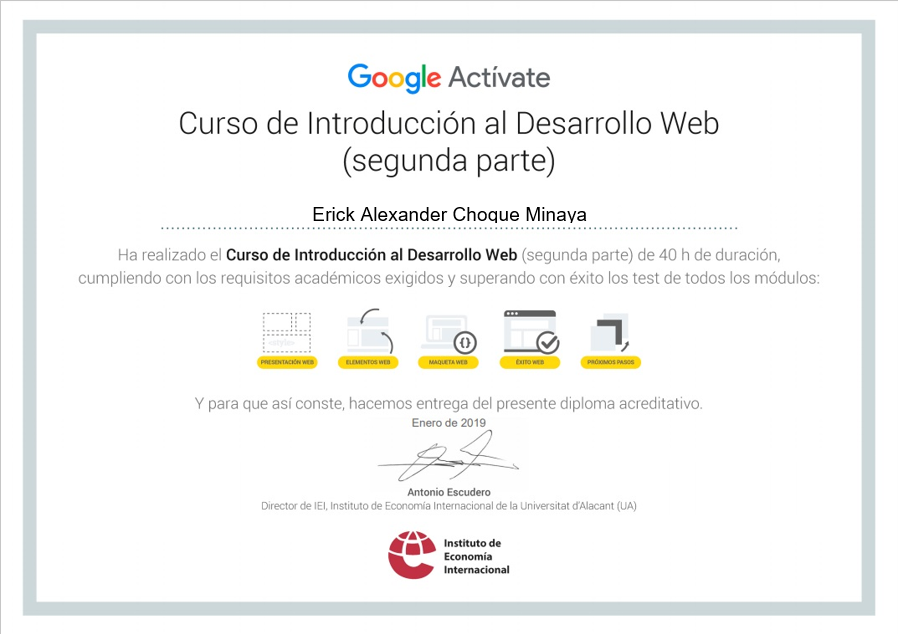 Google Actívate
Curso de Introducción al Desarrollo Web
(segunda parte)
Erick Alexander Choque Minaya
Ha realizado el Curso de Introducción al Desarrollo Web (segunda parte) de 40 h de duración,
cumpliendo con los requisitos académicos exigidos y superando con éxito los test de todos los módulos:
<style>
{}
PRESENTACIÓN WEB ELEMENTOS WEB MAQUETA WEB ÉXITO WEB PRÓXIMOS PASOS
Y para que así conste, hacemos entrega del presente diploma acreditativo.
Enero de 2019
Antonio Escudero
Director de IEI, Instituto de Economía Internacional de la Universitat d'Alacant (UA)
Instituto de
Economía
Internacional